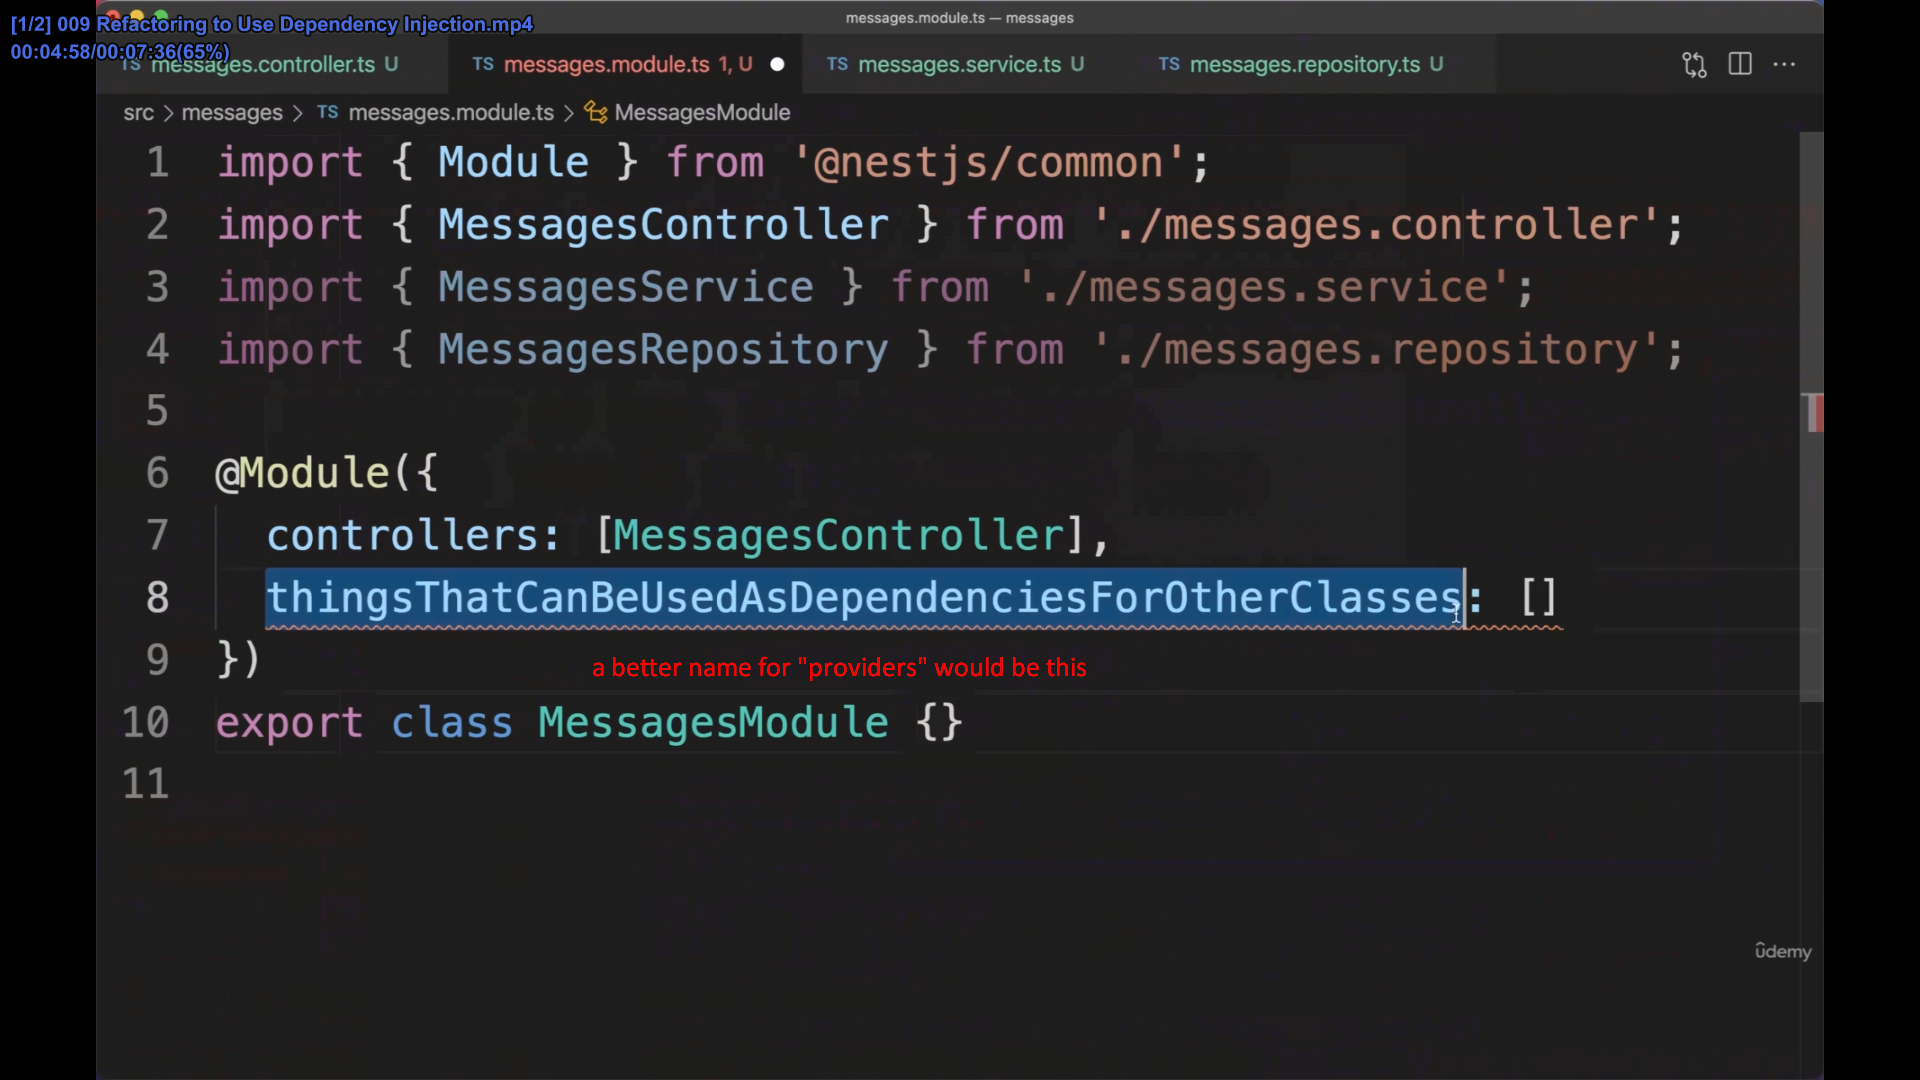 [1/2] 009 Refactoring to Use Dependency Injection.mp4
00:04:58/00:07:36(65%)
messages.module.ts — messages
TS messages.controller.ts U
TS messages.module.ts 1, U
TS messages.service.ts U
TS messages.repository.ts U
src > messages > TS messages.module.ts > MessagesModule
1 import { Module } from '@nestjs/common';
2 import { MessagesController } from './messages.controller';
3 import { MessagesService } from './messages.service';
4 import { MessagesRepository } from './messages.repository';
5
6 @Module({
7 controllers: [MessagesController],
8 thingsThatCanBeUsedAsDependenciesForOtherClasses: []
9 })
a better name for "providers" would be this
10 export class MessagesModule {}
11
ûdemy